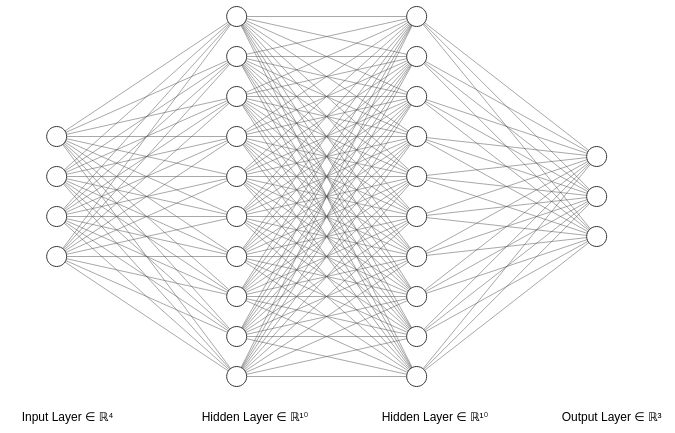 Input Layer ∈ ℝ⁴
Hidden Layer ∈ ℝ¹⁰
Hidden Layer ∈ ℝ¹⁰
Output Layer ∈ ℝ³